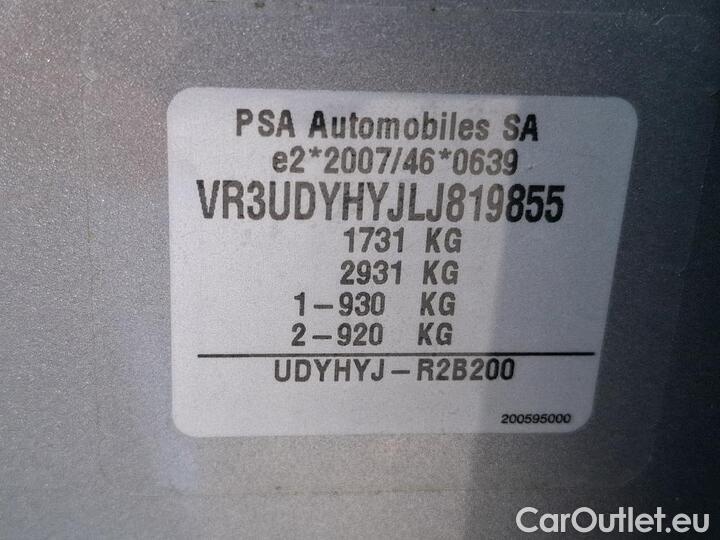 PSA Automobiles SA
e2*2007/46*0639
VR3UDYHYJLJ819855
1731 KG
2931 KG
1-930 KG
2-920 KG
UDYHYJ-R2B200
200595000
CarOutlet.eu